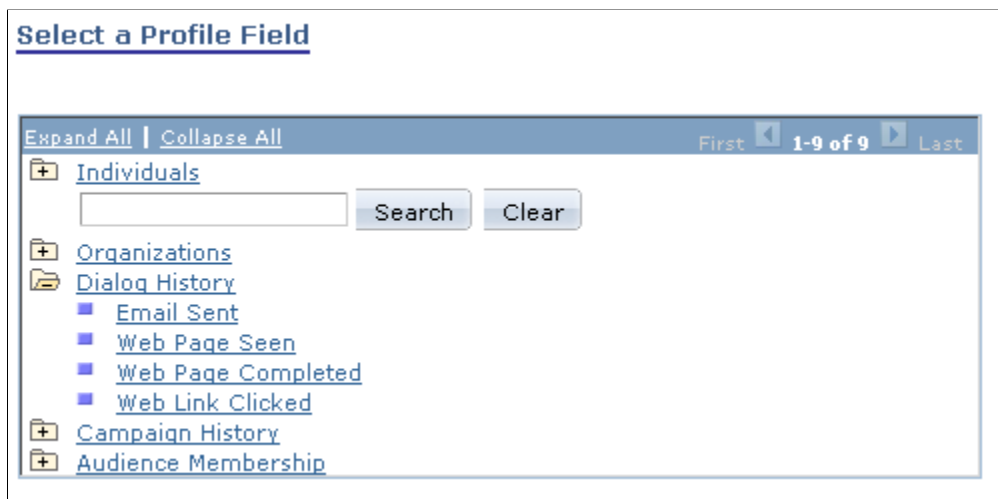 Select a Profile Field
Expand All | Collapse All First 1-9 of 9 Last
Individuals
Search Clear
Organizations
Dialog History
Email Sent
Web Page Seen
Web Page Completed
Web Link Clicked
Campaign History
Audience Membership